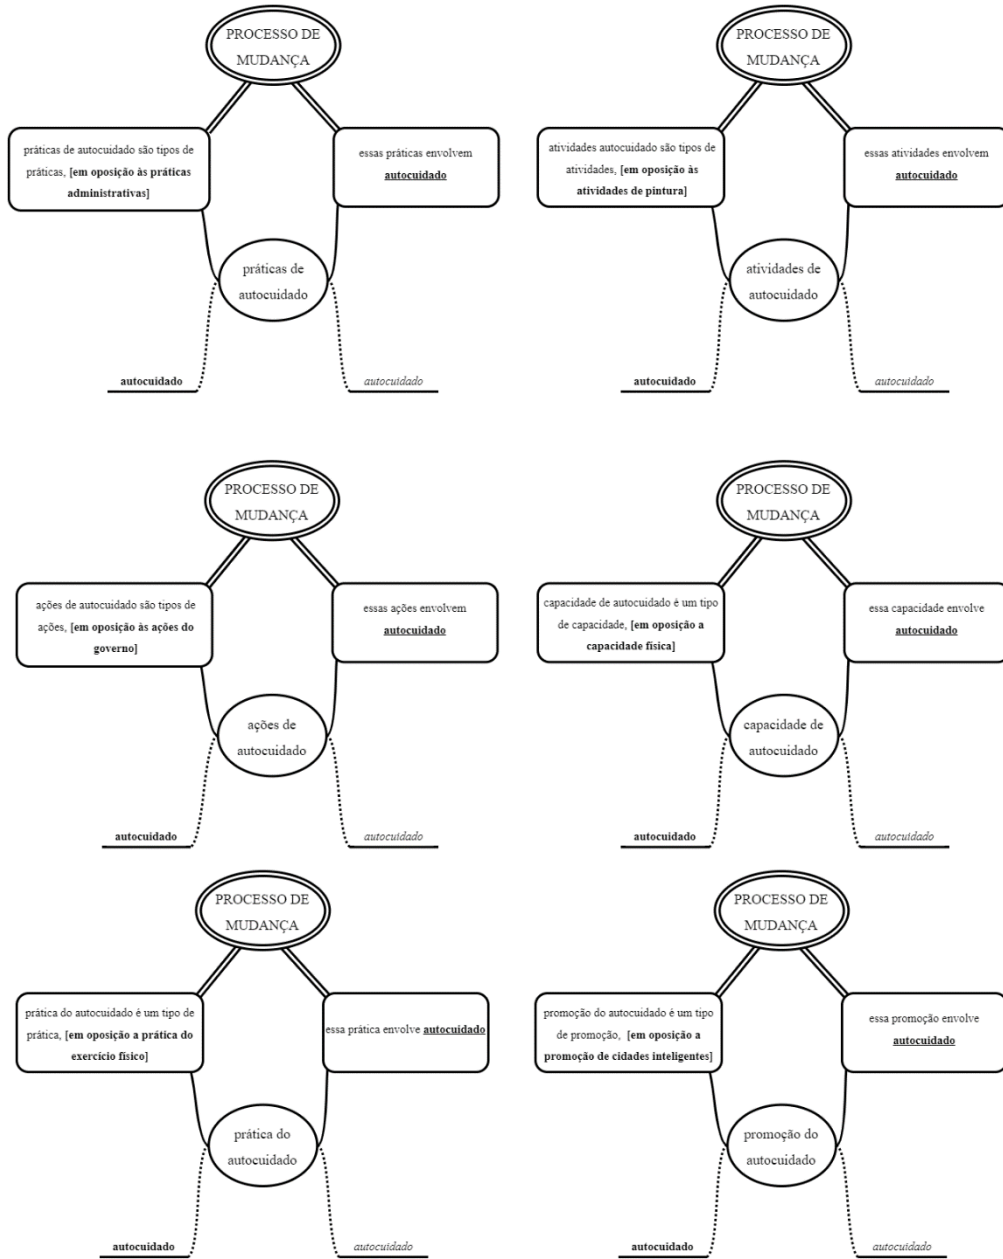 PROCESSO DE
MUDANÇA
práticas de autocuidado são tipos de
práticas, [em oposição às práticas
administrativas]
essas práticas envolvem
autocuidado
práticas de
autocuidado
autocuidado
autocuidado
PROCESSO DE
MUDANÇA
atividades autocuidado são tipos de
atividades, [em oposição às
atividades de pintura]
essas atividades envolvem
autocuidado
atividades de
autocuidado
autocuidado
autocuidado
PROCESSO DE
MUDANÇA
ações de autocuidado são tipos de
ações, [em oposição às ações do
governo]
essas ações envolvem
autocuidado
ações de
autocuidado
autocuidado
autocuidado
PROCESSO DE
MUDANÇA
capacidade de autocuidado é um tipo
de capacidade, [em oposição a
capacidade física]
essa capacidade envolve
autocuidado
capacidade de
autocuidado
autocuidado
autocuidado
PROCESSO DE
MUDANÇA
prática do autocuidado é um tipo de
prática, [em oposição a prática do
exercício físico]
essa prática envolve autocuidado
prática do
autocuidado
autocuidado
autocuidado
PROCESSO DE
MUDANÇA
promoção do autocuidado é um tipo
de promoção, [em oposição a
promoção de cidades inteligentes]
essa promoção envolve
autocuidado
promoção do
autocuidado
autocuidado
autocuidado